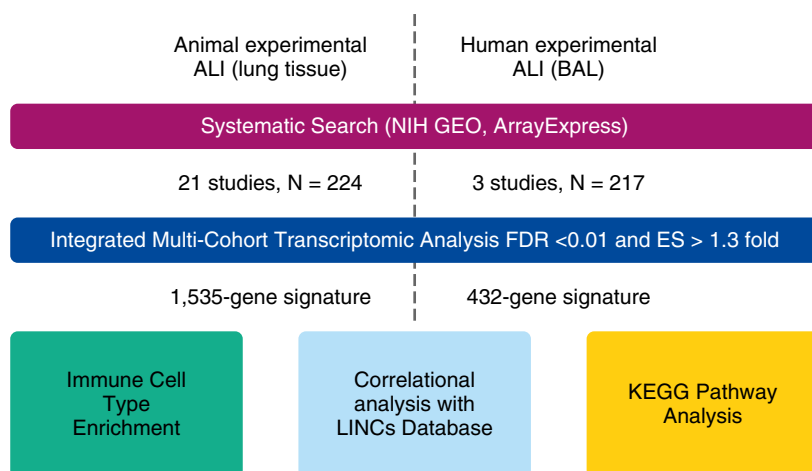 Animal experimental
ALI (lung tissue)
Human experimental
ALI (BAL)
Systematic Search (NIH GEO, ArrayExpress)
21 studies, N = 224
3 studies, N = 217
Integrated Multi-Cohort Transcriptomic Analysis FDR <0.01 and ES > 1.3 fold
1,535-gene signature
432-gene signature
Immune Cell
Type
Enrichment
Correlational
analysis with
LINCs Database
KEGG Pathway
Analysis